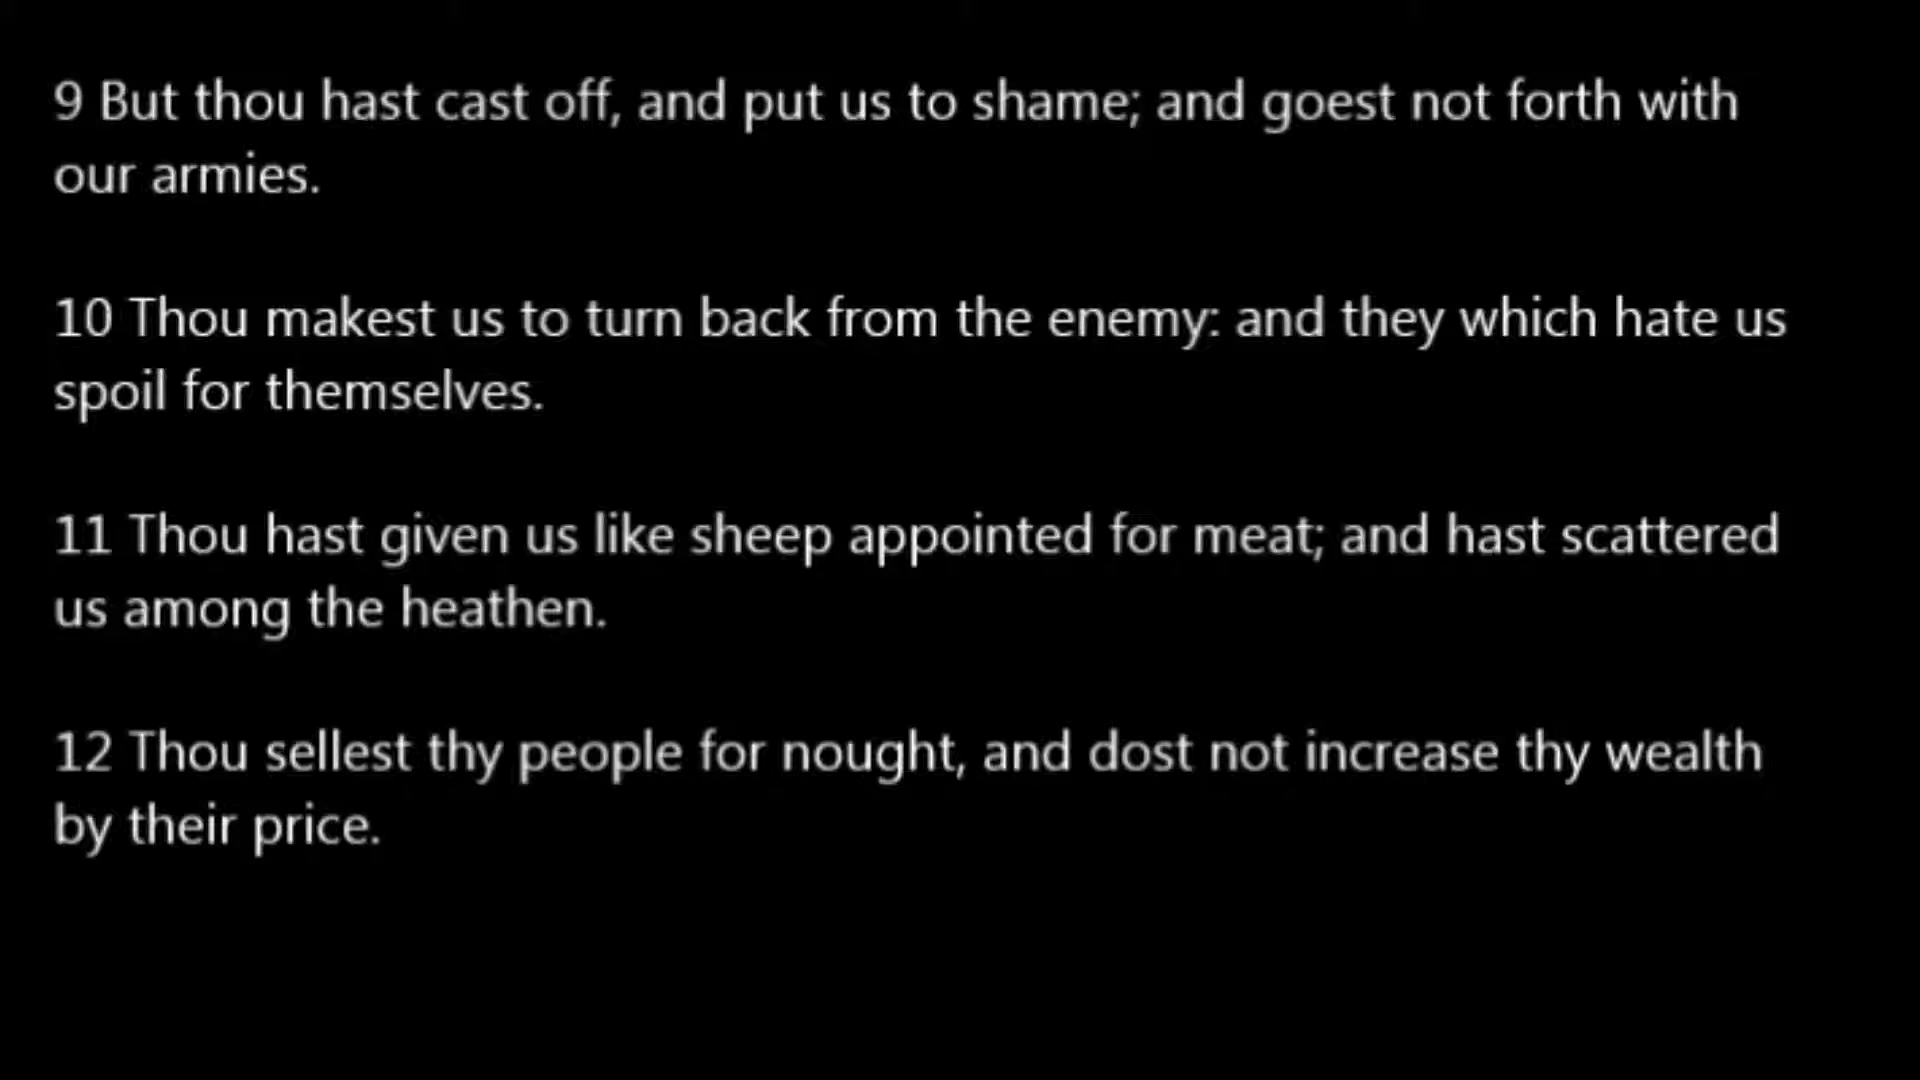 9 But thou hast cast off, and put us to shame; and goest not forth with
our armies.
10 Thou makest us to turn back from the enemy: and they which hate us
spoil for themselves.
11 Thou hast given us like sheep appointed for meat; and hast scattered
us among the heathen.
12 Thou sellest thy people for nought, and dost not increase thy wealth
by their price.